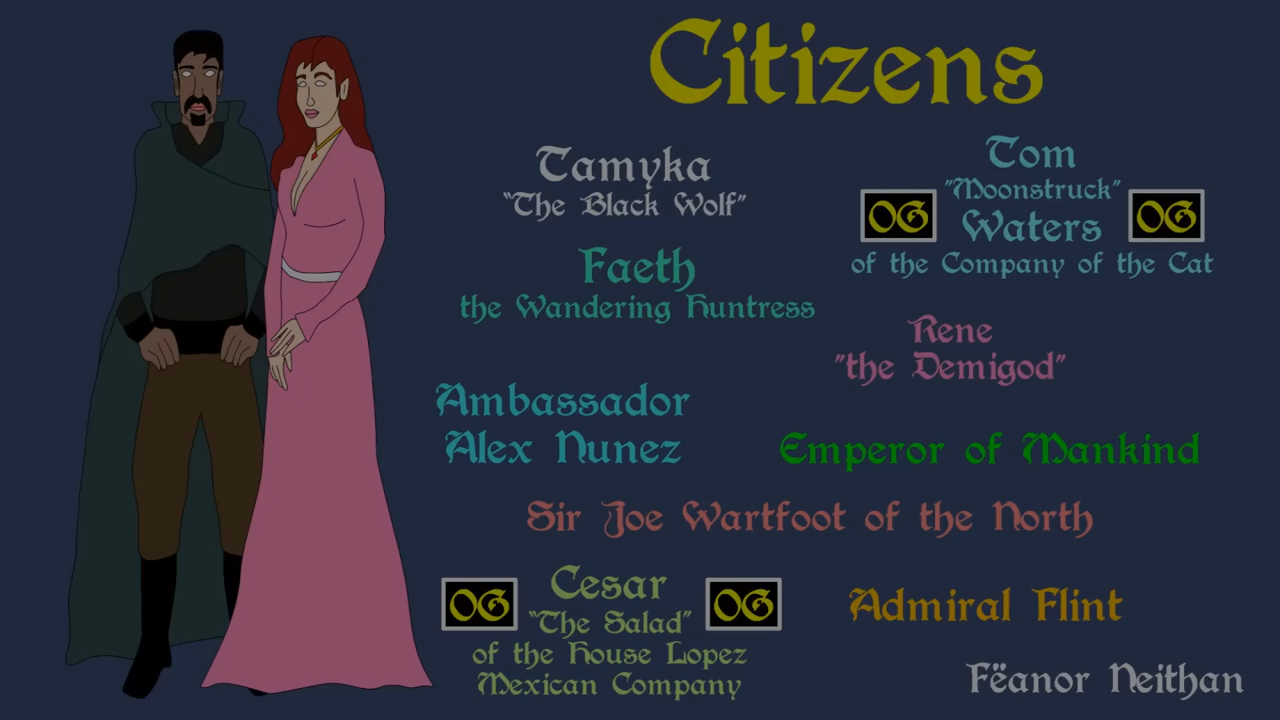 Citizens
Tamyka
"The Black Wolf"
Tom
"Moonstruck"
OG Waters OG
of the Company of the Cat
Faeth
the Wandering Huntress
Rene
"the Demigod"
Ambassador
Alex Nunez
Emperor of Mankind
Sir Joe Wartfoot of the North
Cesar
OG "The Salad" OG
of the House Lopez
Mexican Company
Admiral Flint
Fëanor Neithan